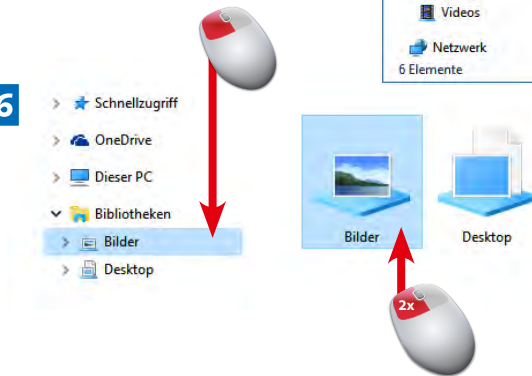 Videos
Netzwerk
6 Elemente
6
Schnellzugriff
OneDrive
Dieser PC
Bibliotheken
Bilder
Desktop
Bilder
Desktop
2x